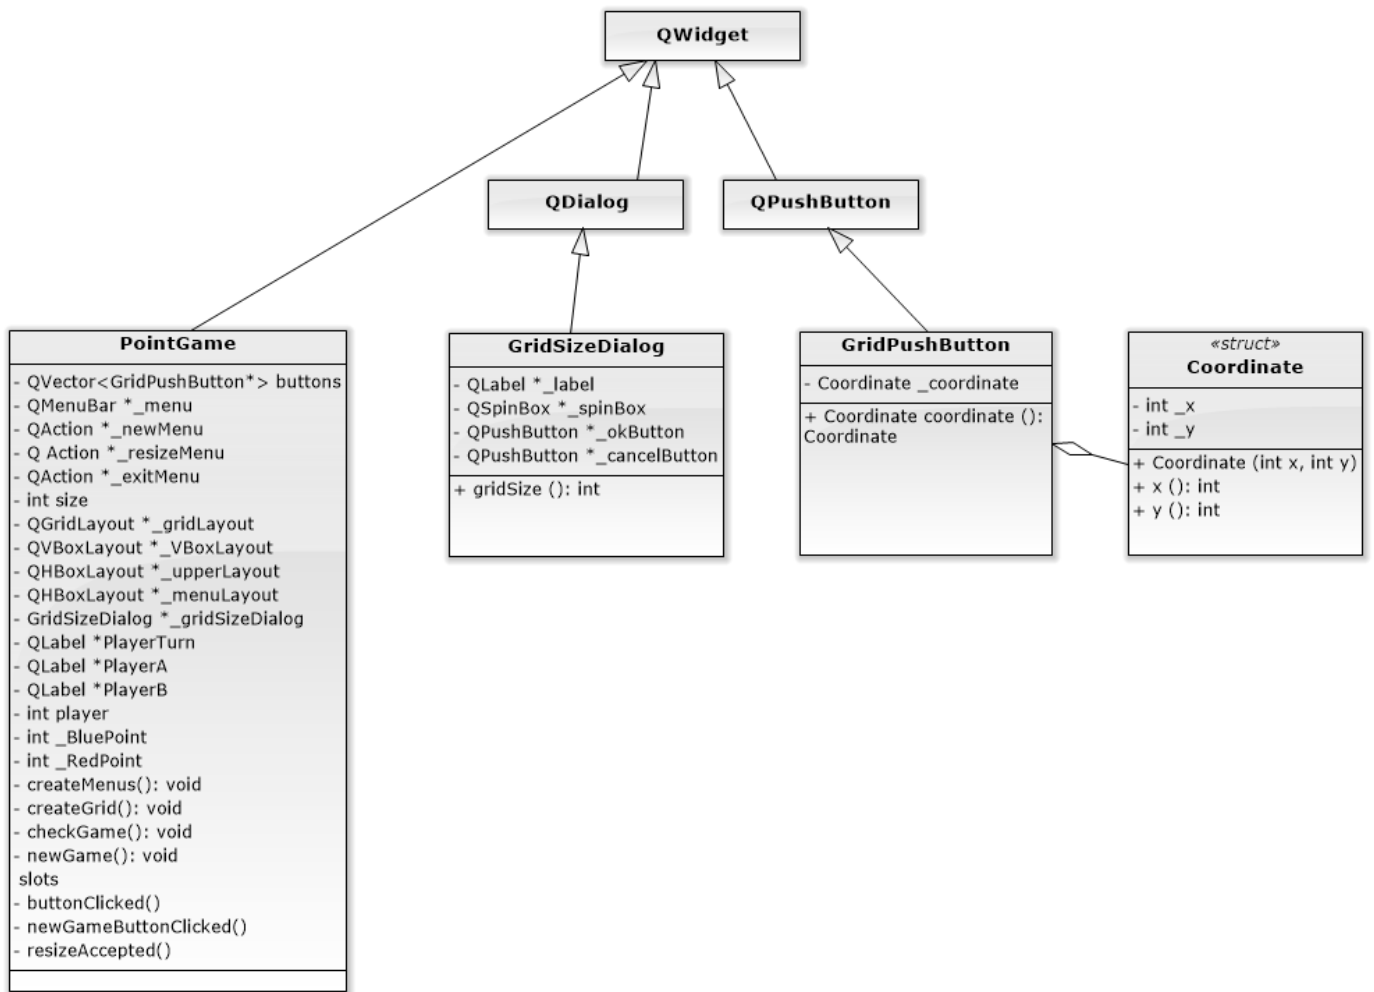 QWidget
QDialog
QPushButton
PointGame
- QVector<GridPushButton*> buttons
- QMenuBar *_menu
- QAction *_newMenu
- Q Action *_resizeMenu
- QAction *_exitMenu
- int size
- QGridLayout *_gridLayout
- QVBoxLayout *_VBoxLayout
- QHBoxLayout *_upperLayout
- QHBoxLayout *_menuLayout
- GridSizeDialog *_gridSizeDialog
- QLabel *PlayerTurn
- QLabel *PlayerA
- QLabel *PlayerB
- int player
- int _BluePoint
- int _RedPoint
- createMenus(): void
- createGrid(): void
- checkGame(): void
- newGame(): void
slots
- buttonClicked()
- newGameButtonClicked()
- resizeAccepted()
GridSizeDialog
- QLabel *_label
- QSpinBox *_spinBox
- QPushButton *_okButton
- QPushButton *_cancelButton
+ gridSize (): int
GridPushButton
- Coordinate _coordinate
+ Coordinate coordinate ():
Coordinate
«struct»
Coordinate
- int _x
- int _y
+ Coordinate (int x, int y)
+ x (): int
+ y (): int